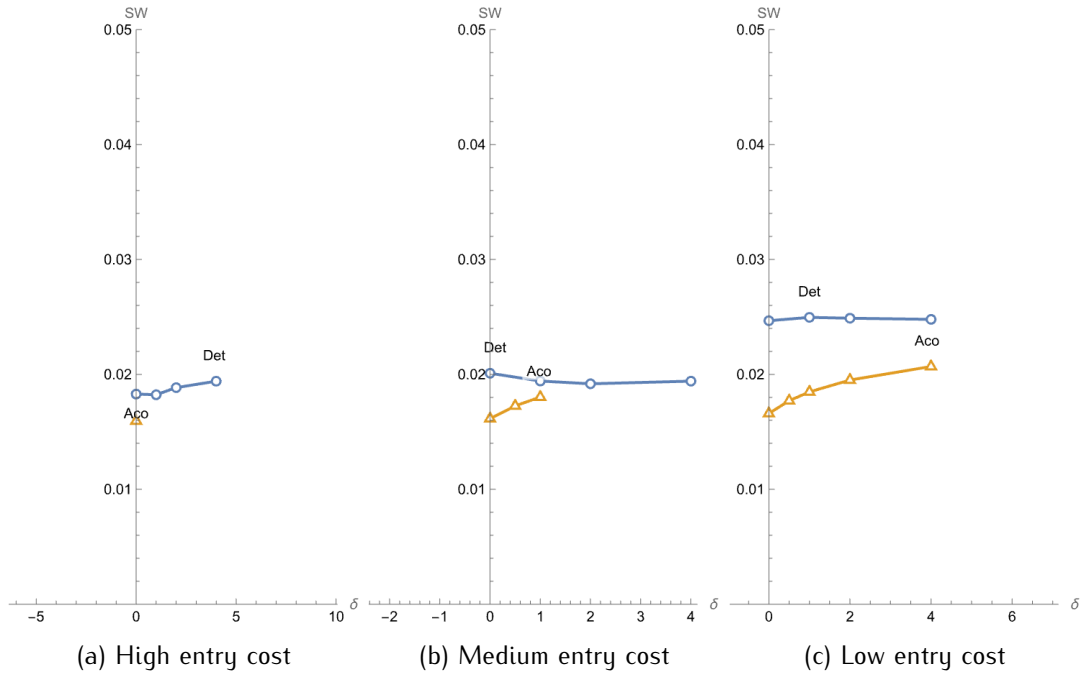 SW
0.05
0.04
0.03
0.02
0.01
Det
Aco
−5 0 5 10 δ
(a) High entry cost
SW
0.05
0.04
0.03
0.02
0.01
Det
Aco
−2 −1 0 1 2 3 4 δ
(b) Medium entry cost
SW
0.05
0.04
0.03
0.02
0.01
Det
Aco
0 2 4 6 δ
(c) Low entry cost